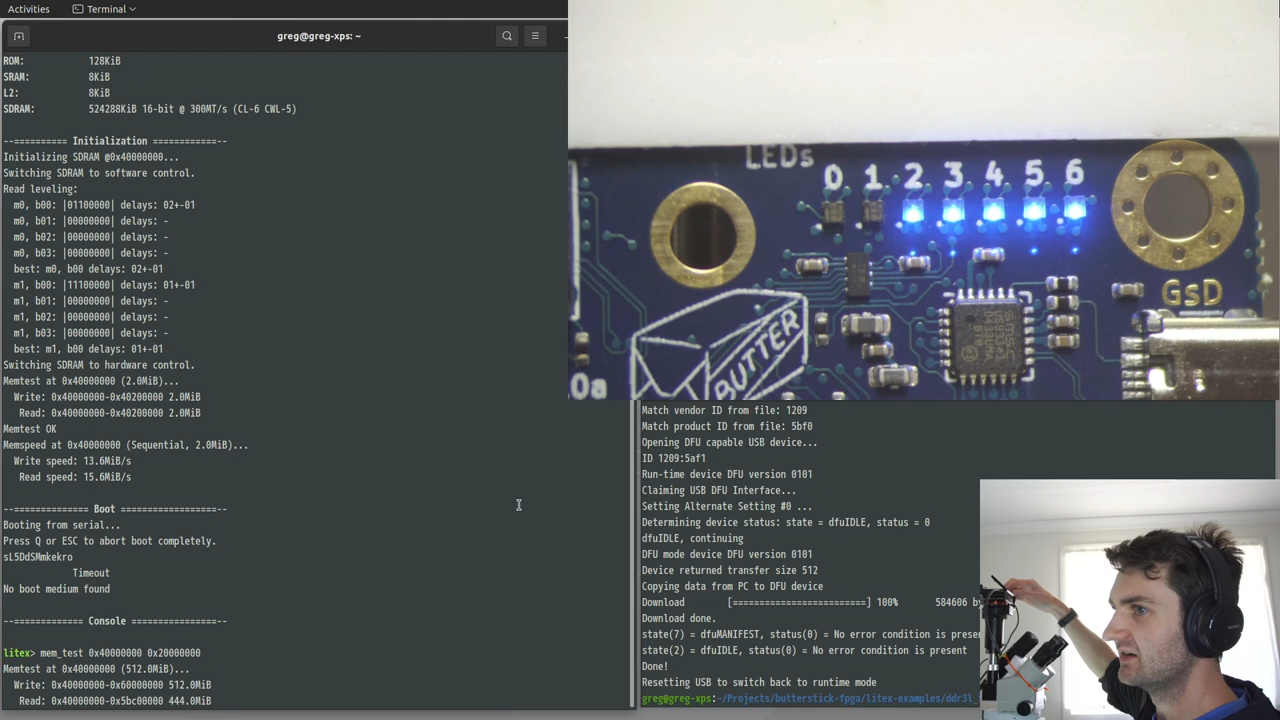 Activities
Terminal
greg@greg-xps: ~
ROM: 128KiB
SRAM: 8KiB
L2: 8KiB
SDRAM: 524288KiB 16-bit @ 300MT/s (CL-6 CWL-5)
--========== Initialization ============--
Initializing SDRAM @0x40000000...
Switching SDRAM to software control.
Read leveling:
m0, b00: |01100000| delays: 02+-01
m0, b01: |00000000| delays: -
m0, b02: |00000000| delays: -
m0, b03: |00000000| delays: -
best: m0, b00 delays: 02+-01
m1, b00: |11100000| delays: 01+-01
m1, b01: |00000000| delays: -
m1, b02: |00000000| delays: -
m1, b03: |00000000| delays: -
best: m1, b00 delays: 01+-01
Switching SDRAM to hardware control.
Memtest at 0x40000000 (2.0MiB)...
Write: 0x40000000-0x40200000 2.0MiB
Read: 0x40000000-0x40200000 2.0MiB
Memtest OK
Memspeed at 0x40000000 (Sequential, 2.0MiB)...
Write speed: 13.6MiB/s
Read speed: 15.6MiB/s
--============== Boot ==================--
Booting from serial...
Press Q or ESC to abort boot completely.
sL5DdSMmkekro
Timeout
No boot medium found
--============== Console ================--
litex> mem_test 0x40000000 0x20000000
Memtest at 0x40000000 (512.0MiB)...
Write: 0x40000000-0x60000000 512.0MiB
Read: 0x40000000-0x5bc00000 444.0MiB
LEDs
0 1 2 3 4 5 6
GsD
BUTTER
0a
Match vendor ID from file: 1209
Match product ID from file: 5bf0
Opening DFU capable USB device...
ID 1209:5af1
Run-time device DFU version 0101
Claiming USB DFU Interface...
Setting Alternate Setting #0 ...
Determining device status: state = dfuIDLE, status = 0
dfuIDLE, continuing
DFU mode device DFU version 0101
Device returned transfer size 512
Copying data from PC to DFU device
Download [=========================] 100% 584606 by
Download done.
state(7) = dfuMANIFEST, status(0) = No error condition is prese
state(2) = dfuIDLE, status(0) = No error condition is present
Done!
Resetting USB to switch back to runtime mode
greg@greg-xps:~/Projects/butterstick-fpga/litex-examples/ddr3l_